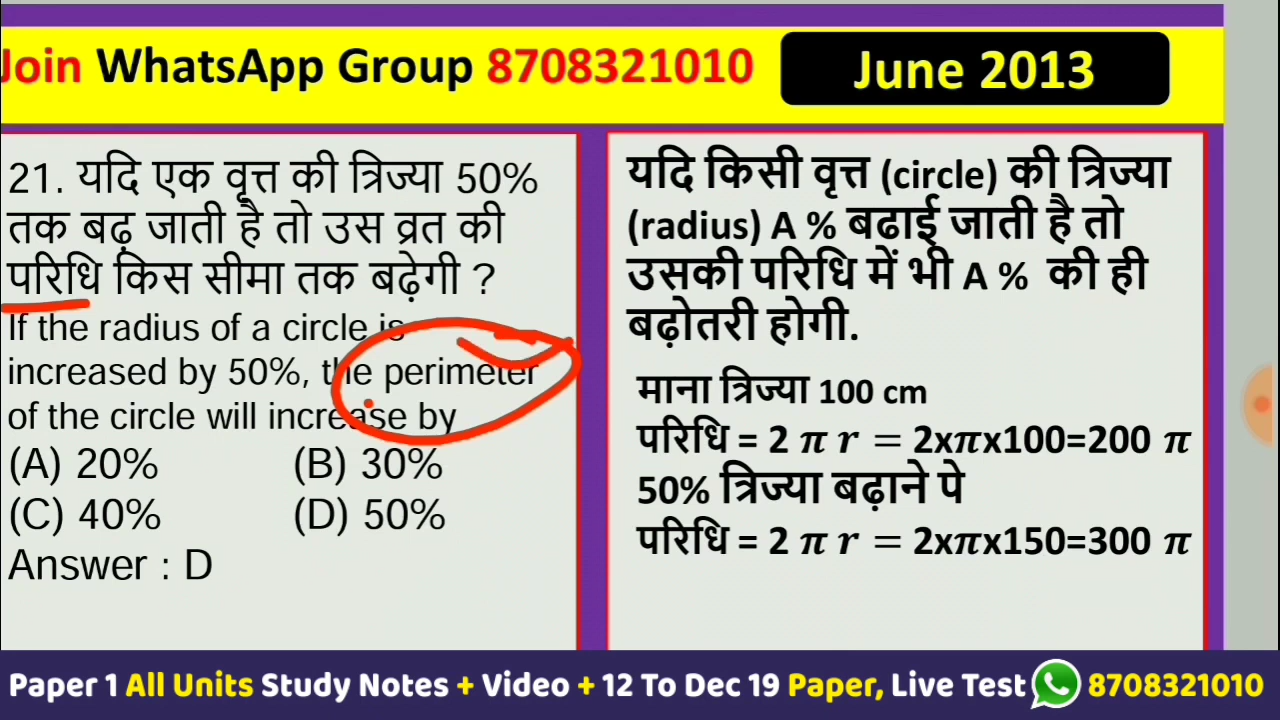 Join WhatsApp Group 8708321010
June 2013
21. यदि एक वृत्त की त्रिज्या 50%
तक बढ़ जाती है तो उस व्रत की
परिधि किस सीमा तक बढ़ेगी ?
If the radius of a circle is
increased by 50%, the perimeter
of the circle will increase by
(A) 20% (B) 30%
(C) 40% (D) 50%
Answer : D
यदि किसी वृत्त (circle) की त्रिज्या
(radius) A % बढाई जाती है तो
उसकी परिधि में भी A % की ही
बढ़ोतरी होगी.
माना त्रिज्या 100 cm
परिधि = 2 π r = 2xπx100=200 π
50% त्रिज्या बढ़ाने पे
परिधि = 2 π r = 2xπx150=300 π
Paper 1 All Units Study Notes + Video + 12 To Dec 19 Paper, Live Test 8708321010